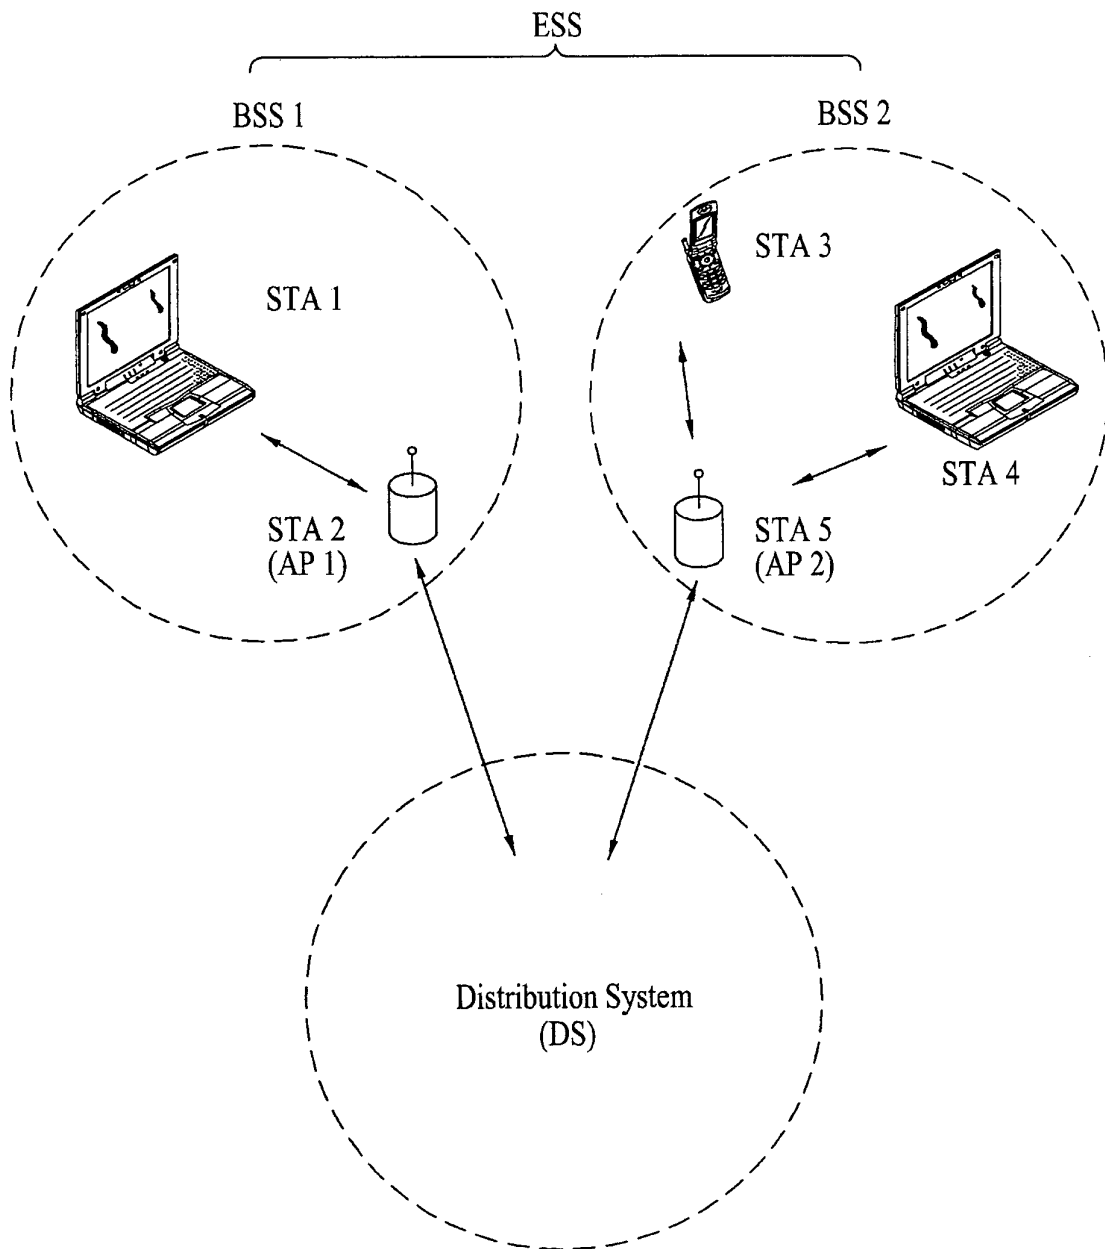 ESS
BSS 1
BSS 2
STA 1
STA 3
STA 4
STA 2
(AP 1)
STA 5
(AP 2)
Distribution System
(DS)